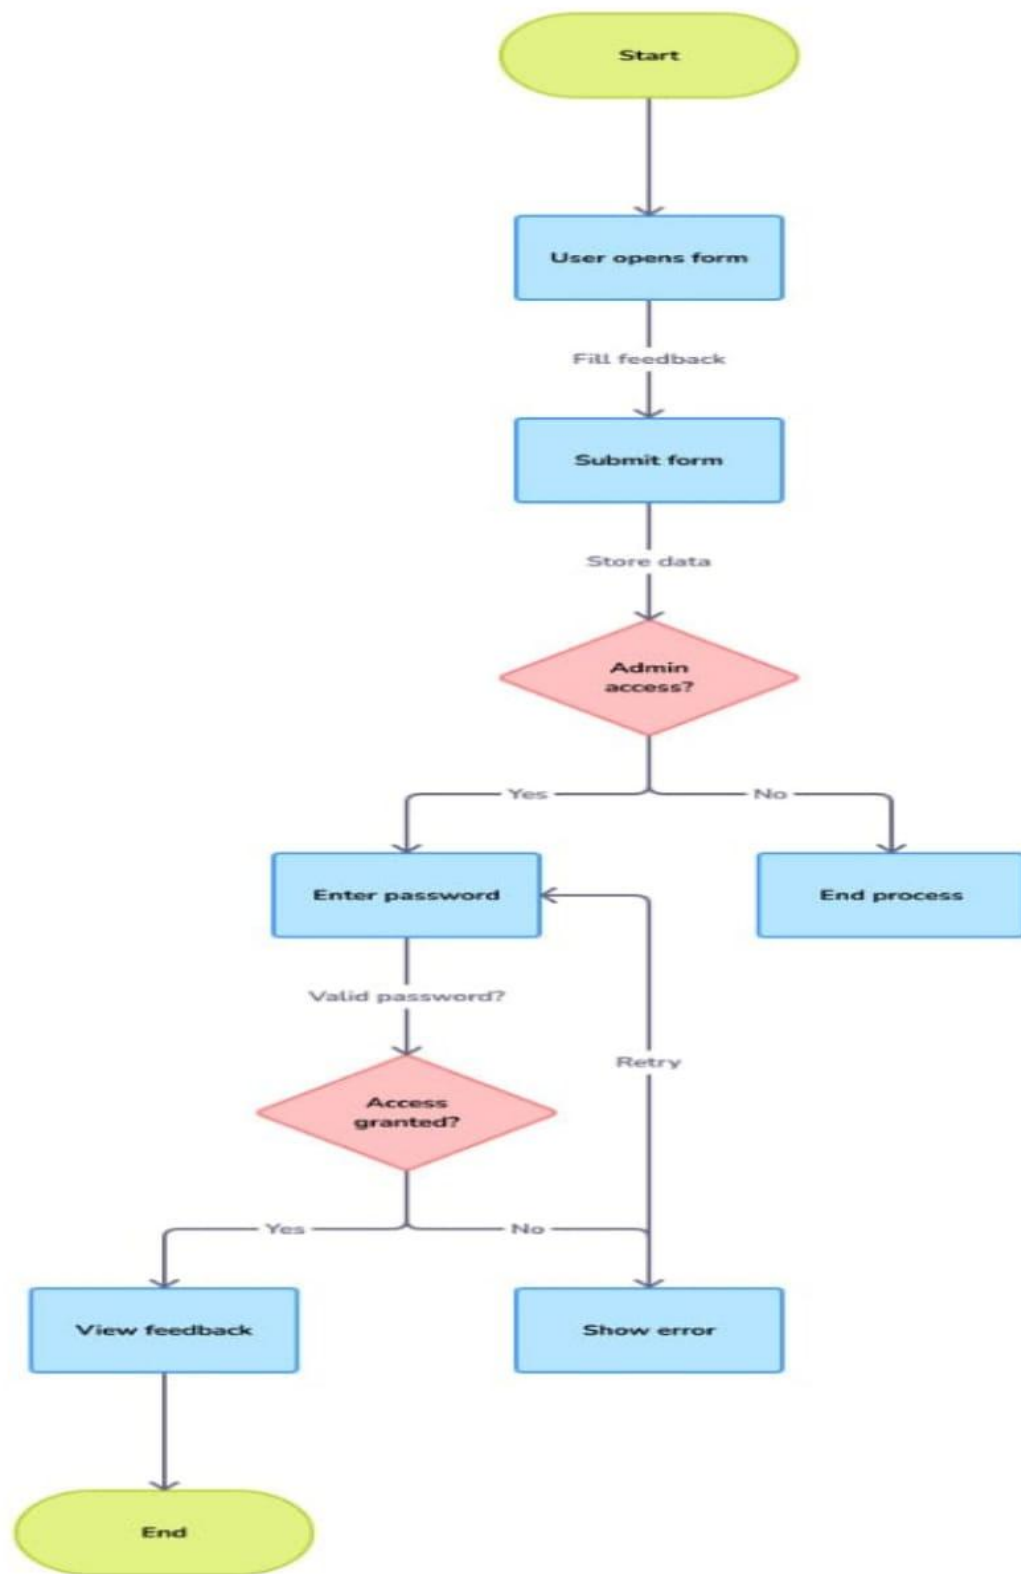 Start
User opens form
Fill feedback
Submit form
Store data
Admin
access?
Yes
No
Enter password
End process
Valid password?
Retry
Access
granted?
Yes
No
View feedback
Show error
End